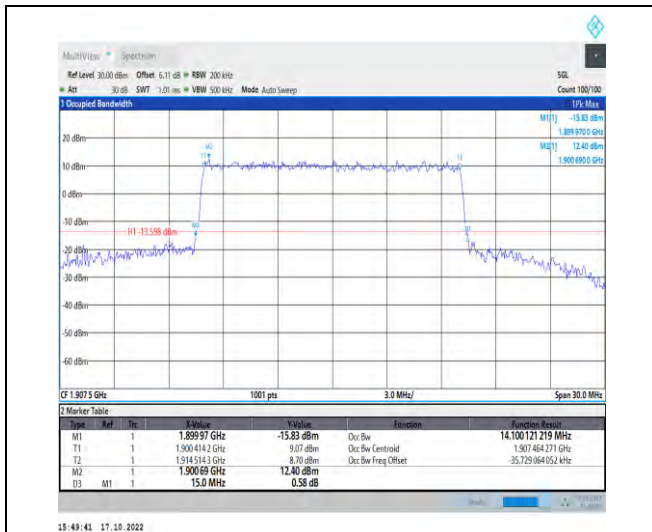 MultiView Spectrum
Ref Level 30.00 dBm Offset 6.11 dB RBW 200 kHz SGL
Att 30 dB SWT 1.01 ms VBW 500 kHz Mode Auto Sweep Count 100/100
1 Occupied Bandwidth 1Pk Max
M1[1] -15.83 dBm
1.899 970 0 GHz
M2[1] 12.40 dBm
1.900 690 0 GHz
20 dBm
M2
T1 T2
10 dBm
0 dBm
-10 dBm
H1 -13.598 dBm
-20 dBm
-30 dBm
-40 dBm
-50 dBm
-60 dBm
CF 1.907 5 GHz 1001 pts 3.0 MHz/ Span 30.0 MHz
2 Marker Table
Type Ref Trc X-Value Y-Value Function Function Result
M1 1 1.89997 GHz -15.83 dBm Occ Bw 14.100 121 219 MHz
T1 1 1.900 414 2 GHz 9.07 dBm Occ Bw Centroid 1.907 464 271 GHz
T2 1 1.914 514 3 GHz 8.70 dBm Occ Bw Freq Offset -35.729 064 052 kHz
M2 1 1.90069 GHz 12.40 dBm
D3 M1 1 15.0 MHz 0.58 dB
15:49:41 17.10.2022